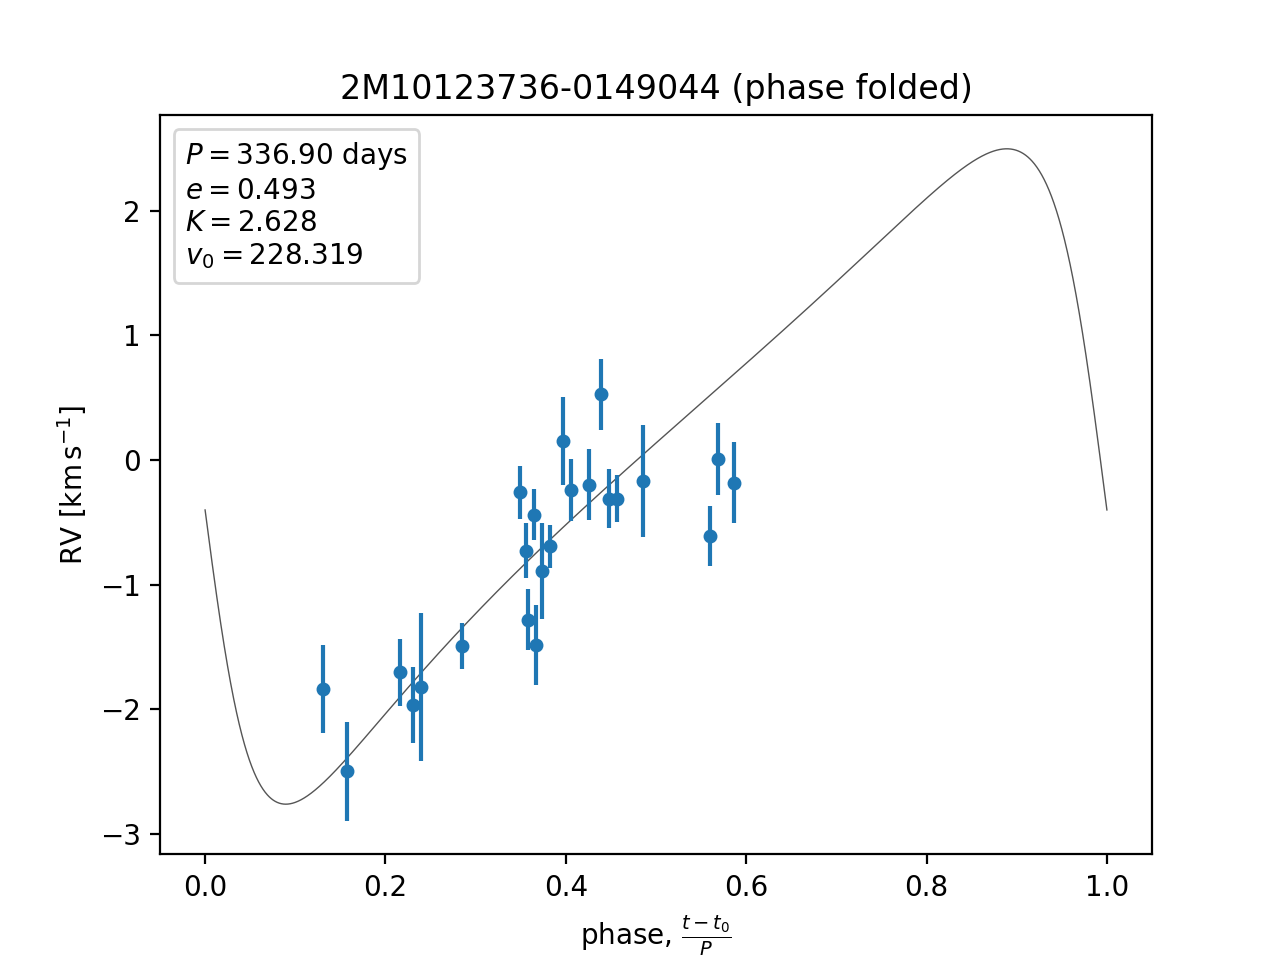 2M10123736-0149044 (phase folded)
P = 336.90 days
e = 0.493
K = 2.628
v₀ = 228.319
2
1
0
−1
−2
−3
RV [km s⁻¹]
0.0 0.2 0.4 0.6 0.8 1.0
phase, (t − t₀)/P